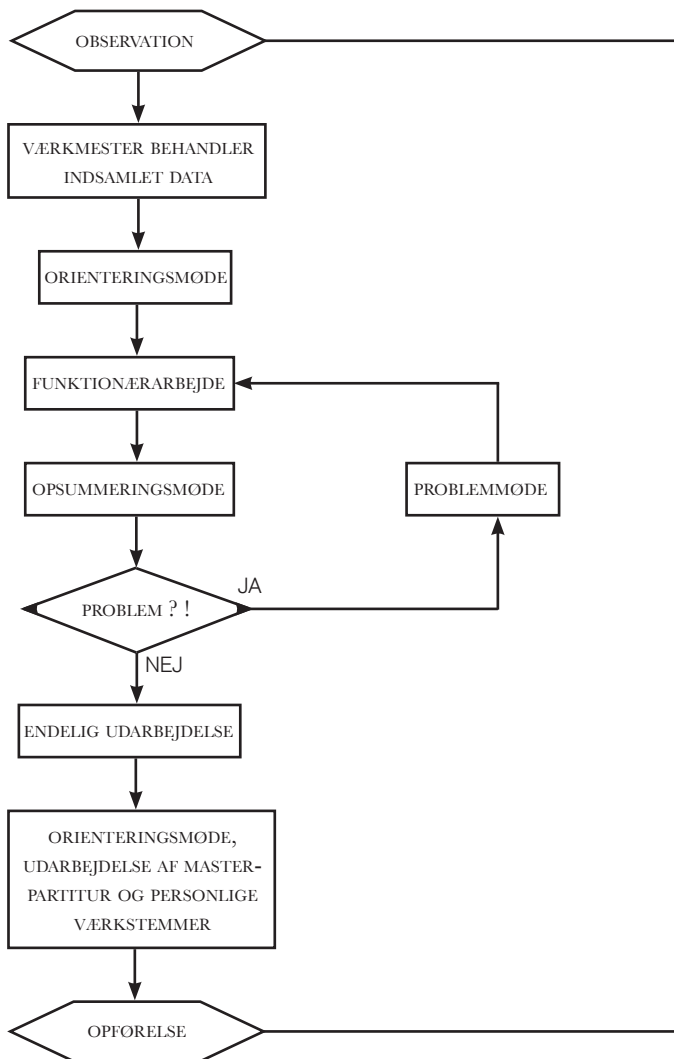 OBSERVATION
VÆRKMESTER BEHANDLER
INDSAMLET DATA
ORIENTERINGSMØDE
FUNKTIONÆRARBEJDE
OPSUMMERINGSMØDE
PROBLEMMØDE
JA
PROBLEM ? !
NEJ
ENDELIG UDARBEJDELSE
ORIENTERINGSMØDE,
UDARBEJDELSE AF MASTER-
PARTITUR OG PERSONLIGE
VÆRKSTEMMER
OPFØRELSE